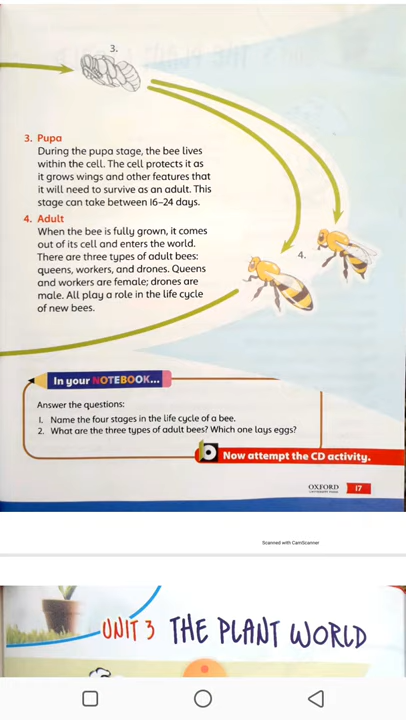 3.
3. Pupa
During the pupa stage, the bee lives
within the cell. The cell protects it as
it grows wings and other features that
it will need to survive as an adult. This
stage can take between 16–24 days.
4. Adult
When the bee is fully grown, it comes
out of its cell and enters the world.
There are three types of adult bees:
queens, workers, and drones. Queens
and workers are female; drones are
male. All play a role in the life cycle
of new bees.
4.
In your NOTEBOOK...
Answer the questions:
1. Name the four stages in the life cycle of a bee.
2. What are the three types of adult bees? Which one lays eggs?
Now attempt the CD activity.
OXFORD
UNIVERSITY PRESS
17
Scanned with CamScanner
UNIT 3 THE PLANT WORLD